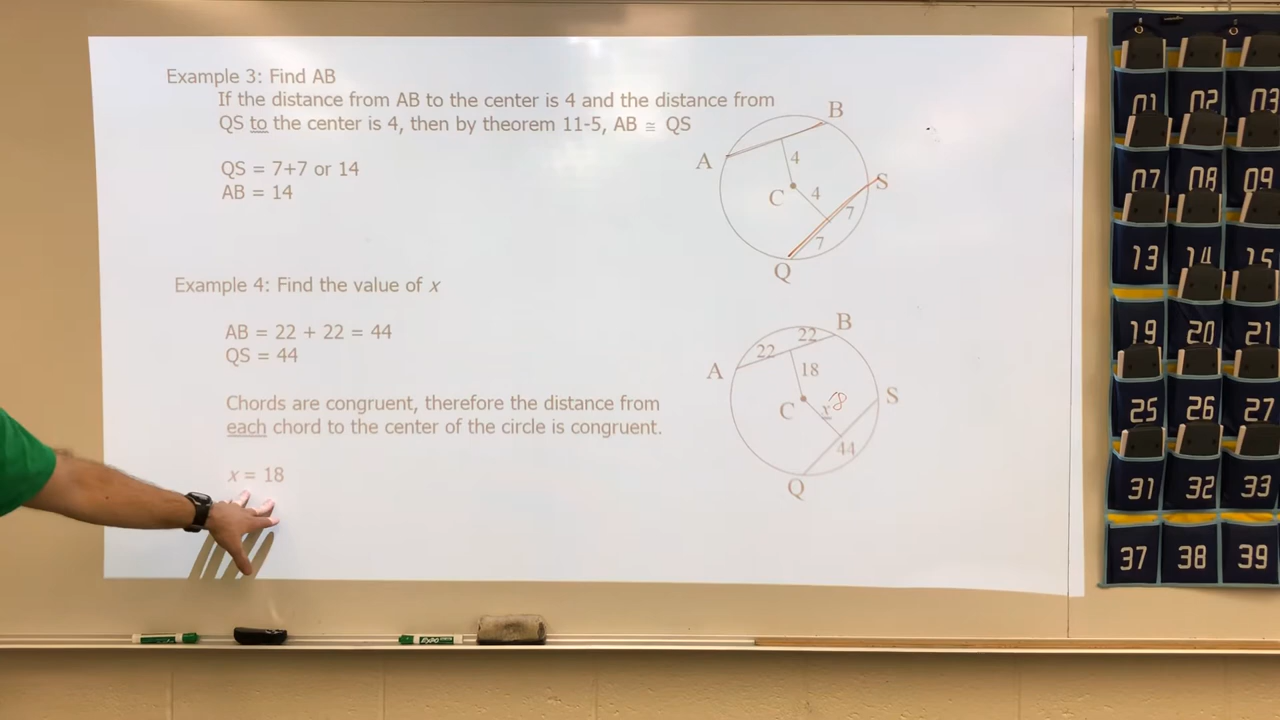 Example 3: Find AB
If the distance from AB to the center is 4 and the distance from
QS to the center is 4, then by theorem 11-5, AB ≅ QS
QS = 7+7 or 14
AB = 14
A
B
4
C
4
S
7
7
Q
Example 4: Find the value of x
AB = 22 + 22 = 44
QS = 44
Chords are congruent, therefore the distance from
each chord to the center of the circle is congruent.
x = 18
A
B
22
22
18
C
x
S
44
Q
01 02 03
07 08 09
13 14 15
19 20 21
25 26 27
31 32 33
37 38 39
EXPO